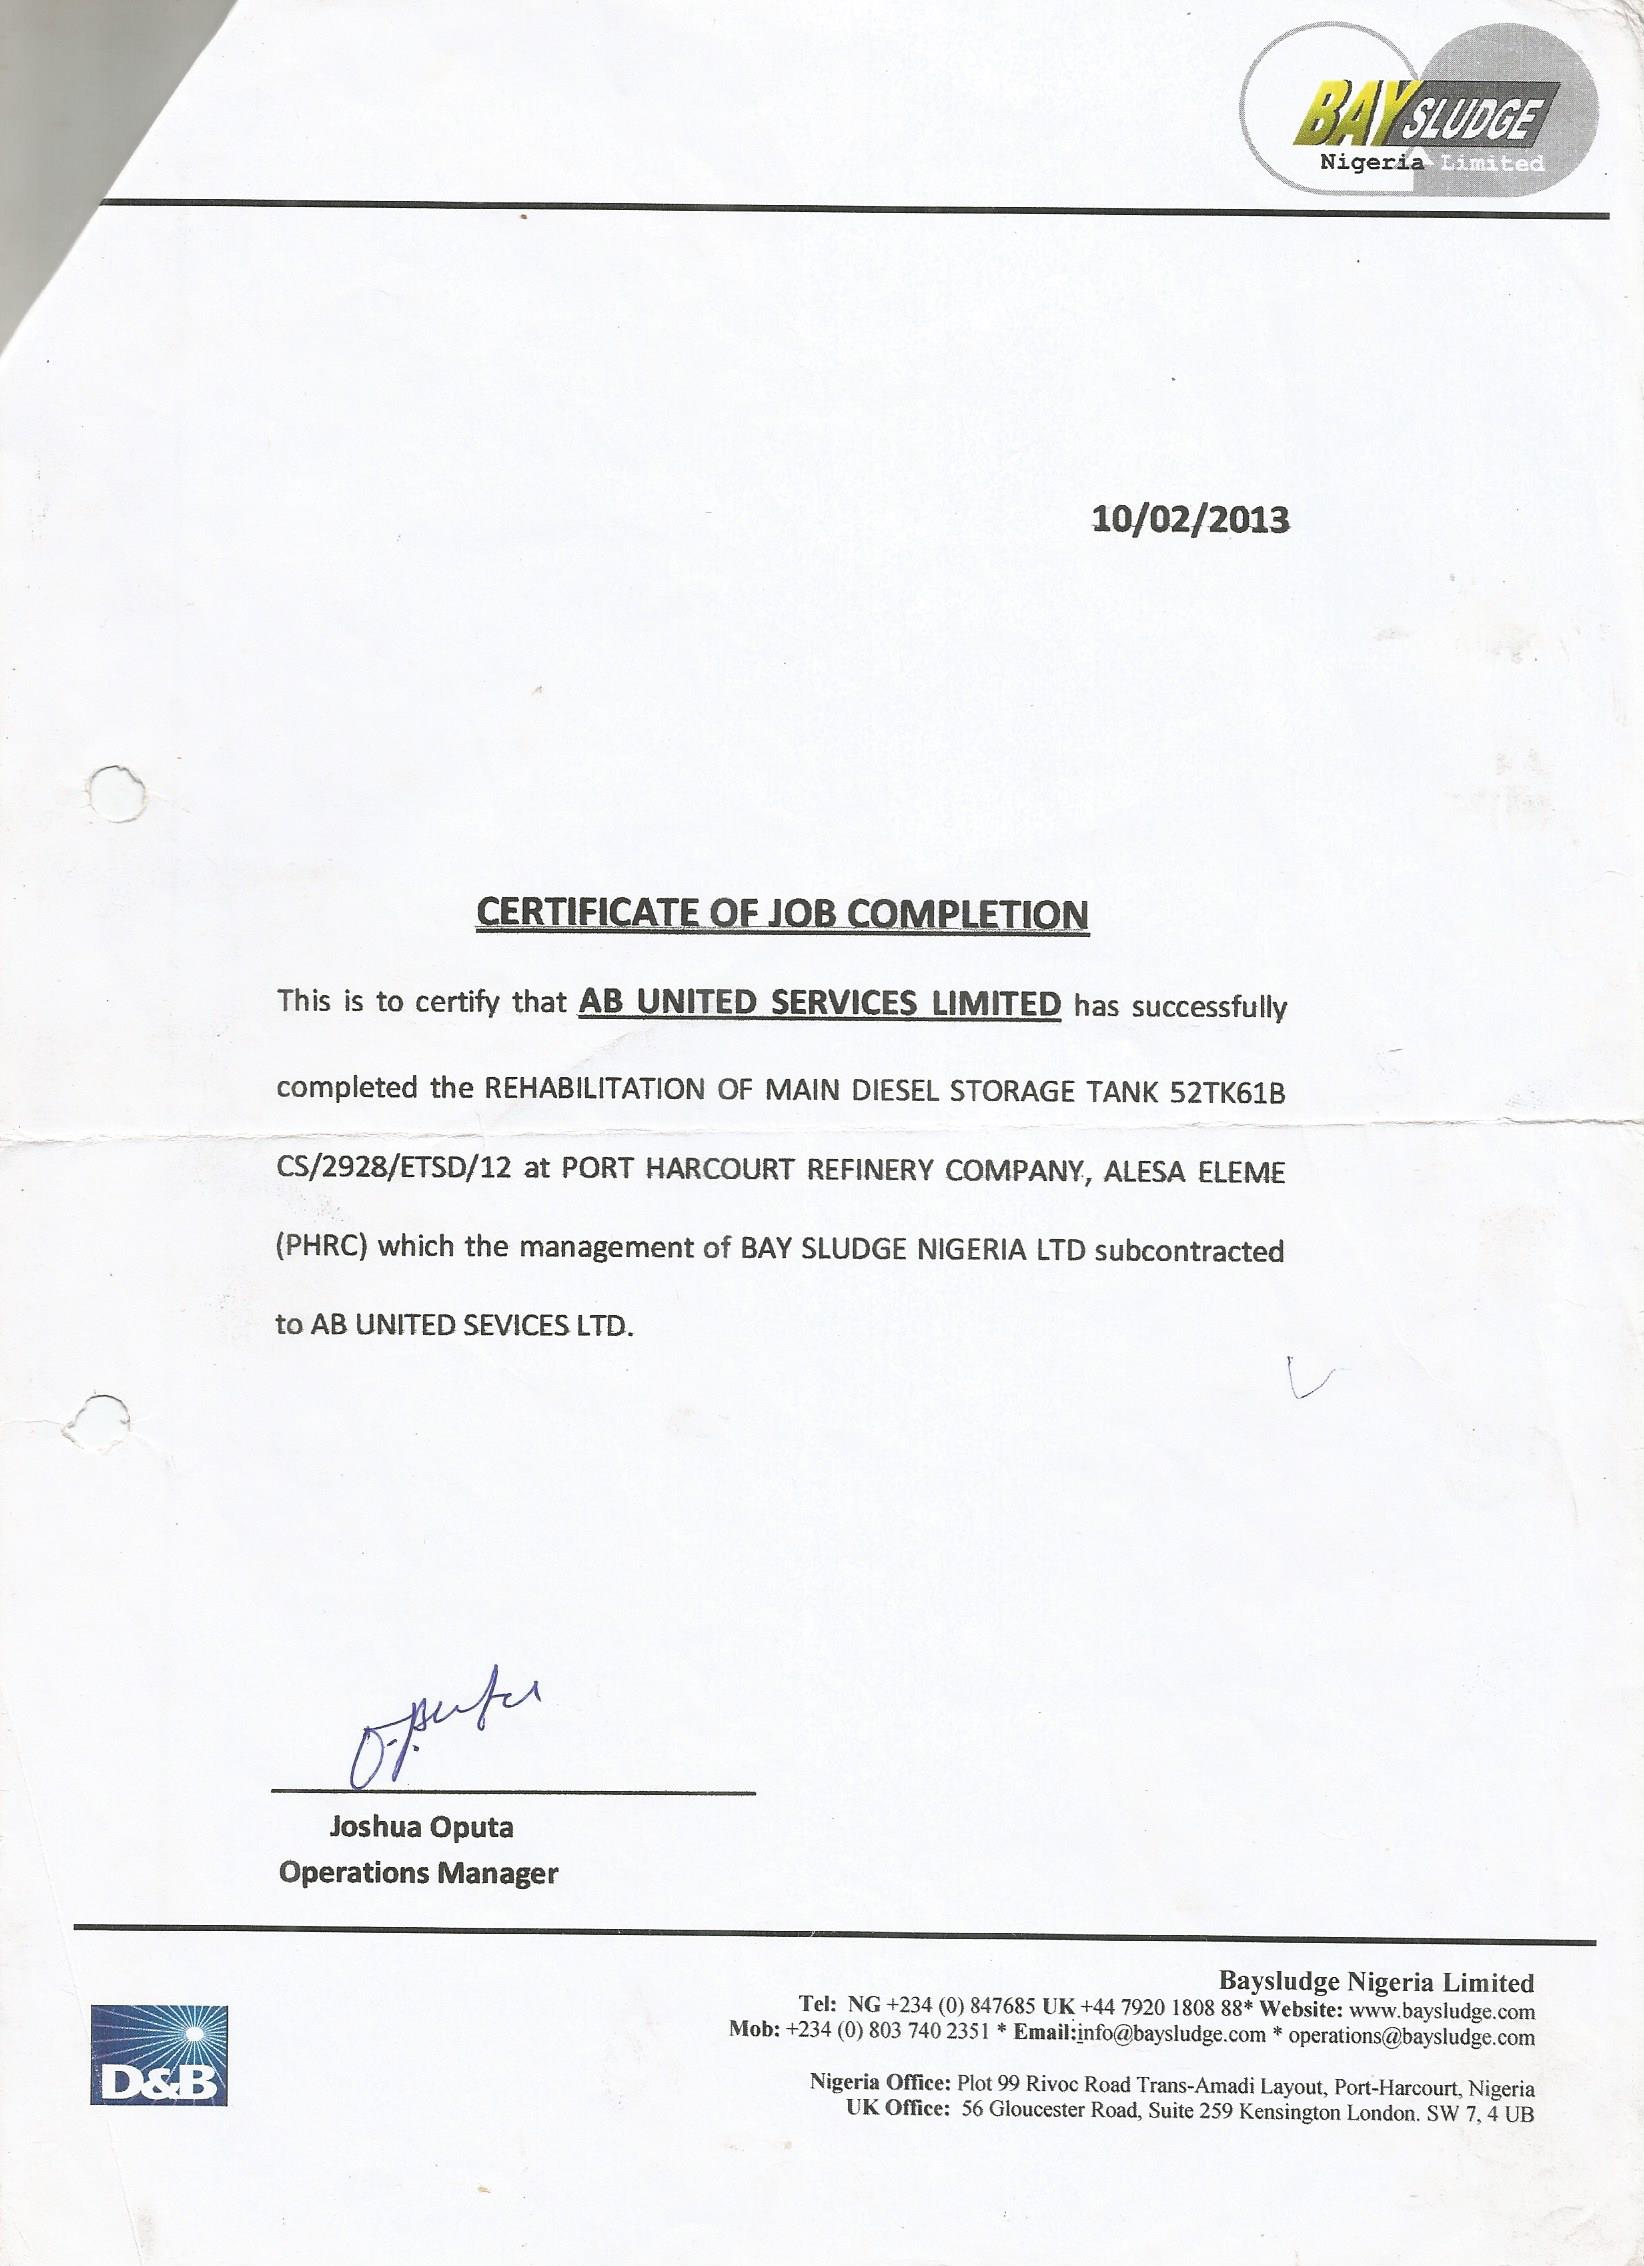 BAY SLUDGE
Nigeria Limited
10/02/2013
CERTIFICATE OF JOB COMPLETION
This is to certify that AB UNITED SERVICES LIMITED has successfully
completed the REHABILITATION OF MAIN DIESEL STORAGE TANK 52TK61B
CS/2928/ETSD/12 at PORT HARCOURT REFINERY COMPANY, ALESA ELEME
(PHRC) which the management of BAY SLUDGE NIGERIA LTD subcontracted
to AB UNITED SEVICES LTD.
Joshua Oputa
Operations Manager
Baysludge Nigeria Limited
Tel: NG +234 (0) 847685 UK +44 7920 1808 88* Website: www.baysludge.com
Mob: +234 (0) 803 740 2351 * Email:info@baysludge.com * operations@baysludge.com
D&B
Nigeria Office: Plot 99 Rivoc Road Trans-Amadi Layout, Port-Harcourt, Nigeria
UK Office: 56 Gloucester Road, Suite 259 Kensington London. SW 7, 4 UB